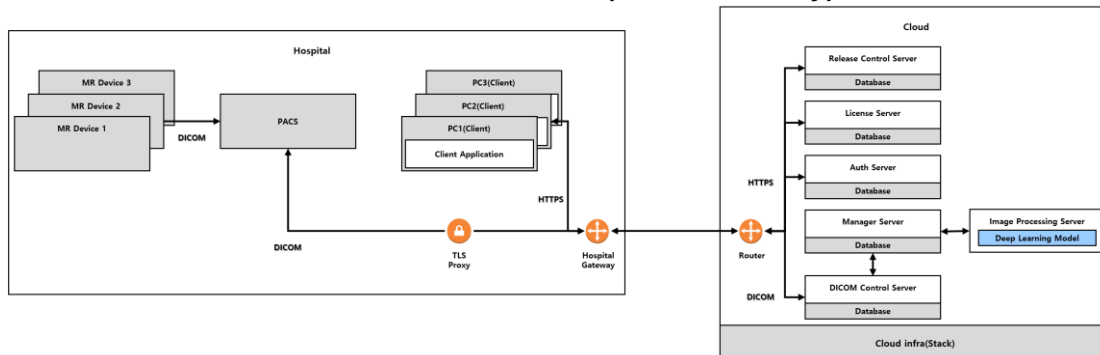 Hospital
MR Device 3
MR Device 2
MR Device 1
DICOM
PACS
PC3(Client)
PC2(Client)
PC1(Client)
Client Application
HTTPS
DICOM
TLS
Proxy
Hospital
Gateway
Cloud
Release Control Server
Database
License Server
Database
HTTPS
Auth Server
Database
Manager Server
Database
Image Processing Server
Deep Learning Model
Router
DICOM
DICOM Control Server
Database
Cloud infra(Stack)